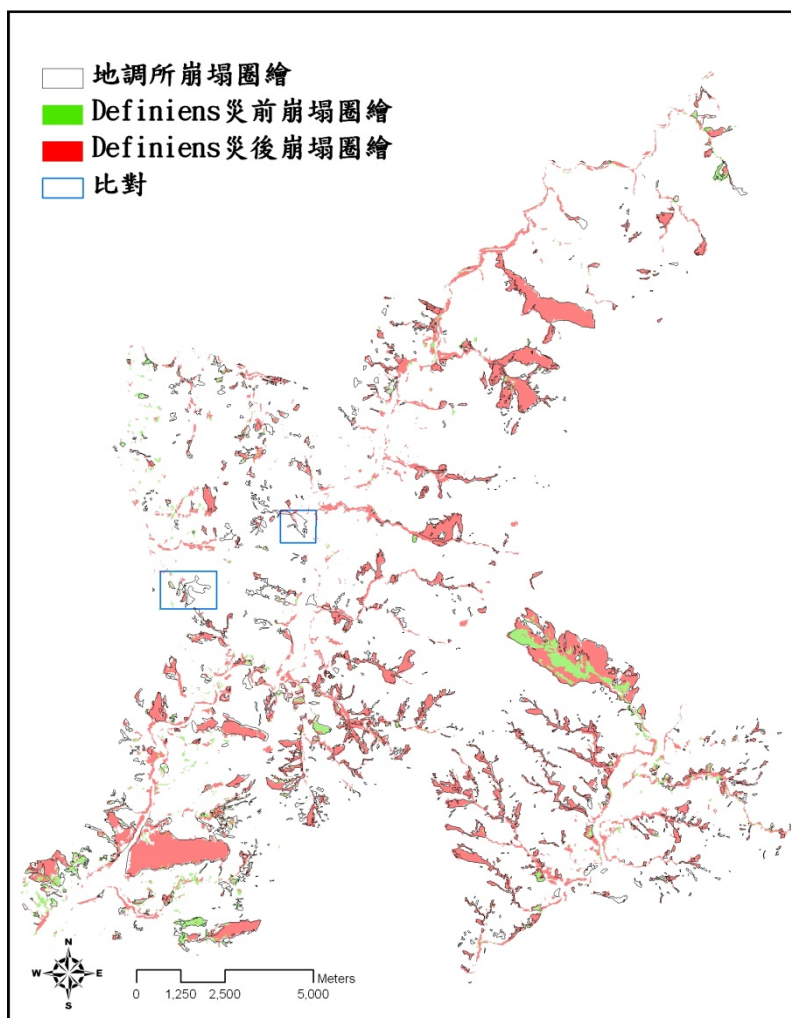 地調所崩塌圈繪
Definiens災前崩塌圈繪
Definiens災後崩塌圈繪
比對
N
W E
S
Meters
0 1,250 2,500 5,000